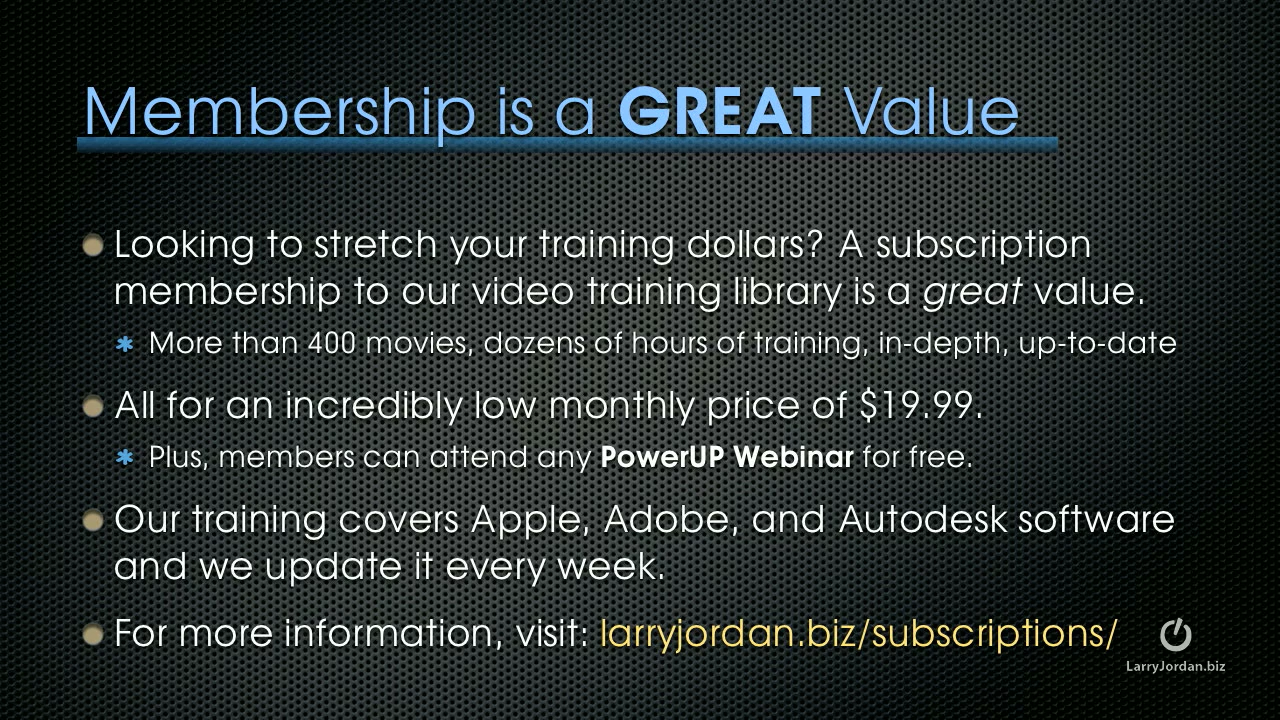 Membership is a GREAT Value
Looking to stretch your training dollars? A subscription
membership to our video training library is a great value.
More than 400 movies, dozens of hours of training, in-depth, up-to-date
All for an incredibly low monthly price of $19.99.
Plus, members can attend any PowerUP Webinar for free.
Our training covers Apple, Adobe, and Autodesk software
and we update it every week.
For more information, visit: larryjordan.biz/subscriptions/
LarryJordan.biz